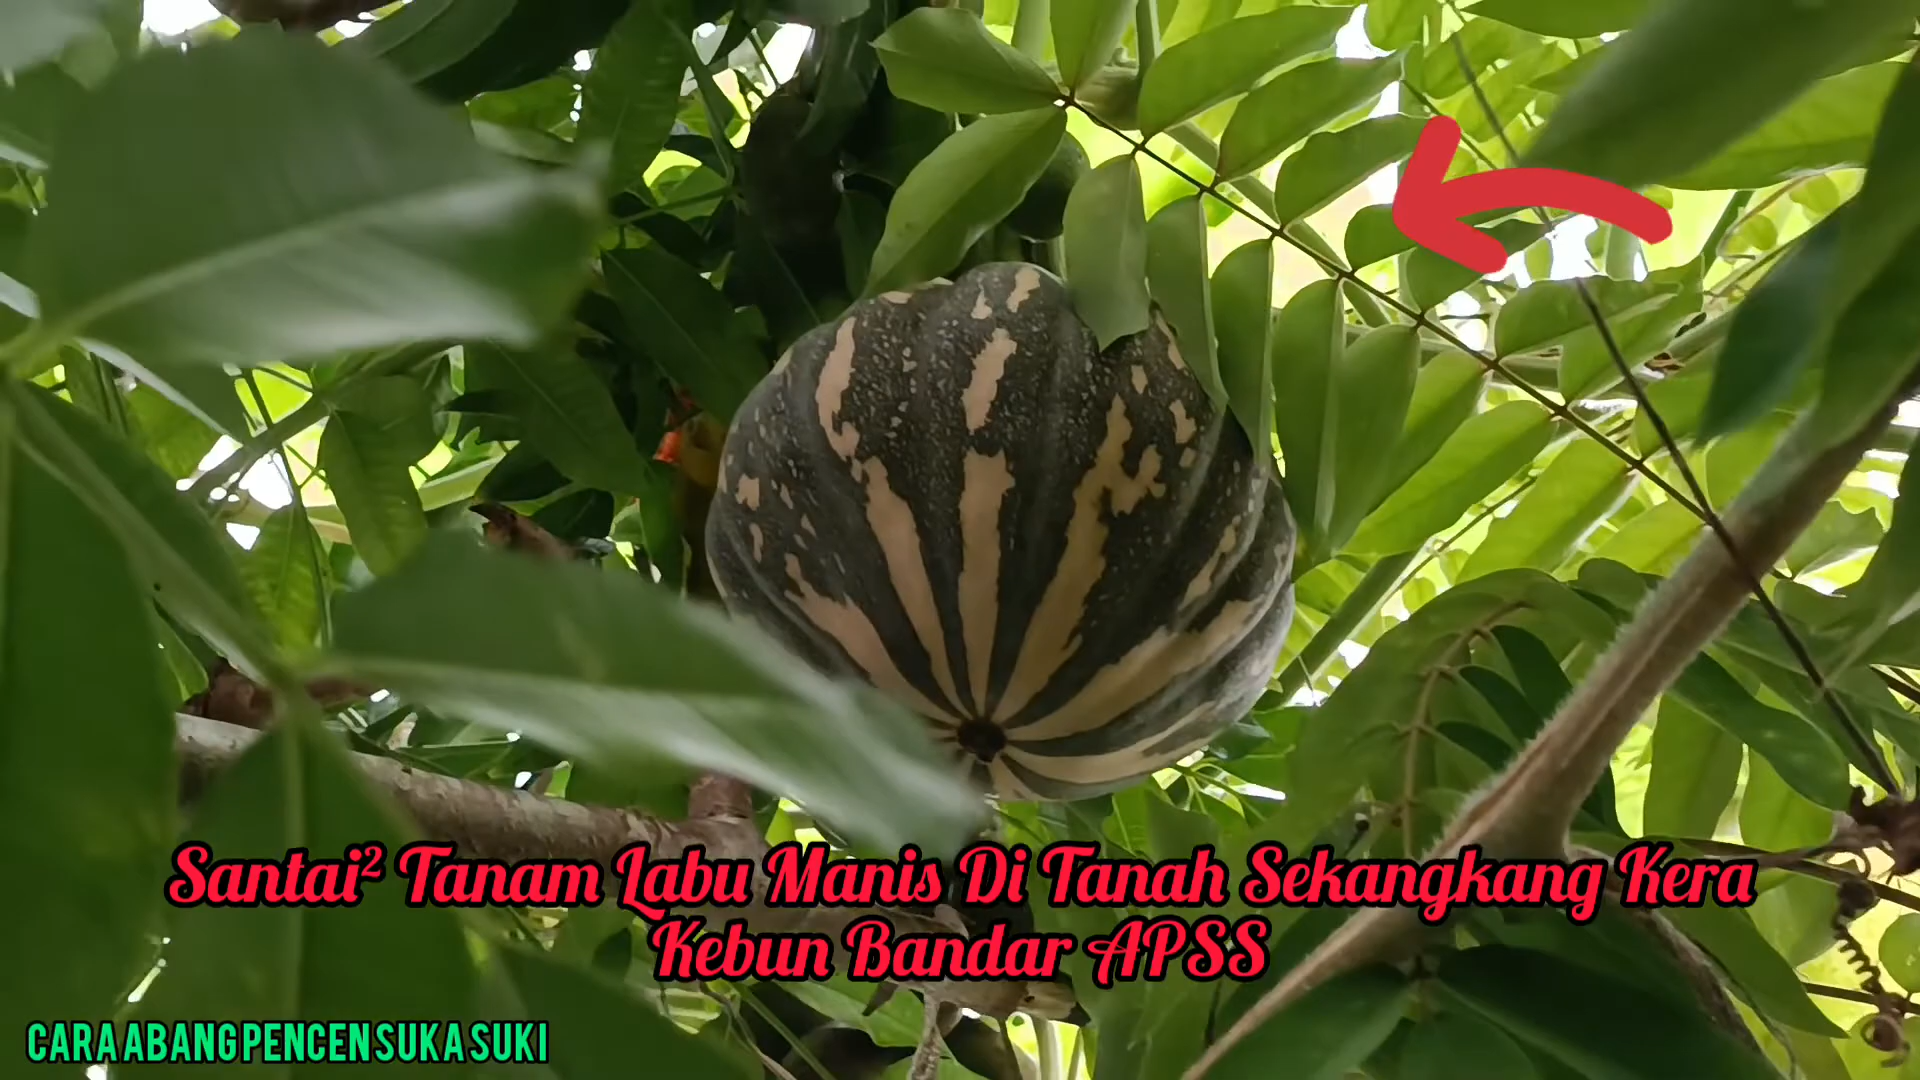 Santai² Tanam Labu Manis Di Tanah Sekangkang Kera
Kebun Bandar APSS
CARA ABANG PENCEN SUKA SUKI